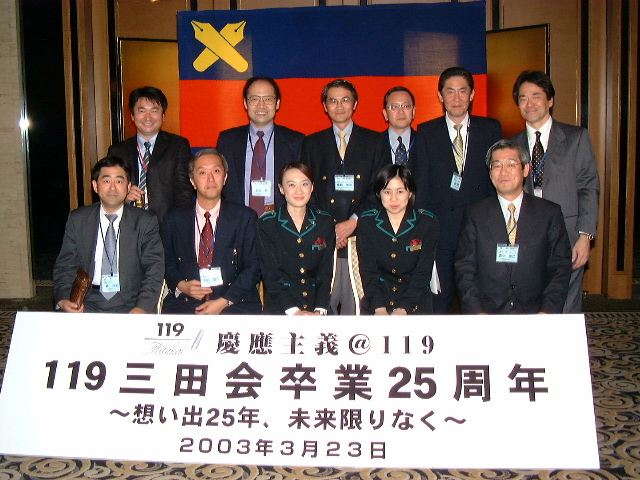 119
Mitakai
慶應主義@119
119三田会卒業25周年
～想い出25年、未来限りなく～
2003年3月23日